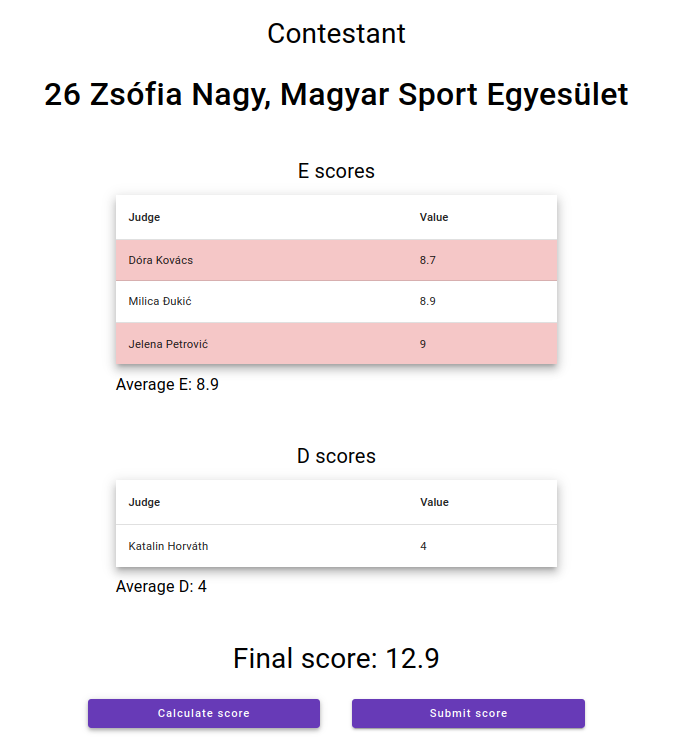 Contestant
26 Zsófia Nagy, Magyar Sport Egyesület
E scores
Judge Value
Dóra Kovács 8.7
Milica Đukić 8.9
Jelena Petrović 9
Average E: 8.9
D scores
Judge Value
Katalin Horváth 4
Average D: 4
Final score: 12.9
Calculate score Submit score